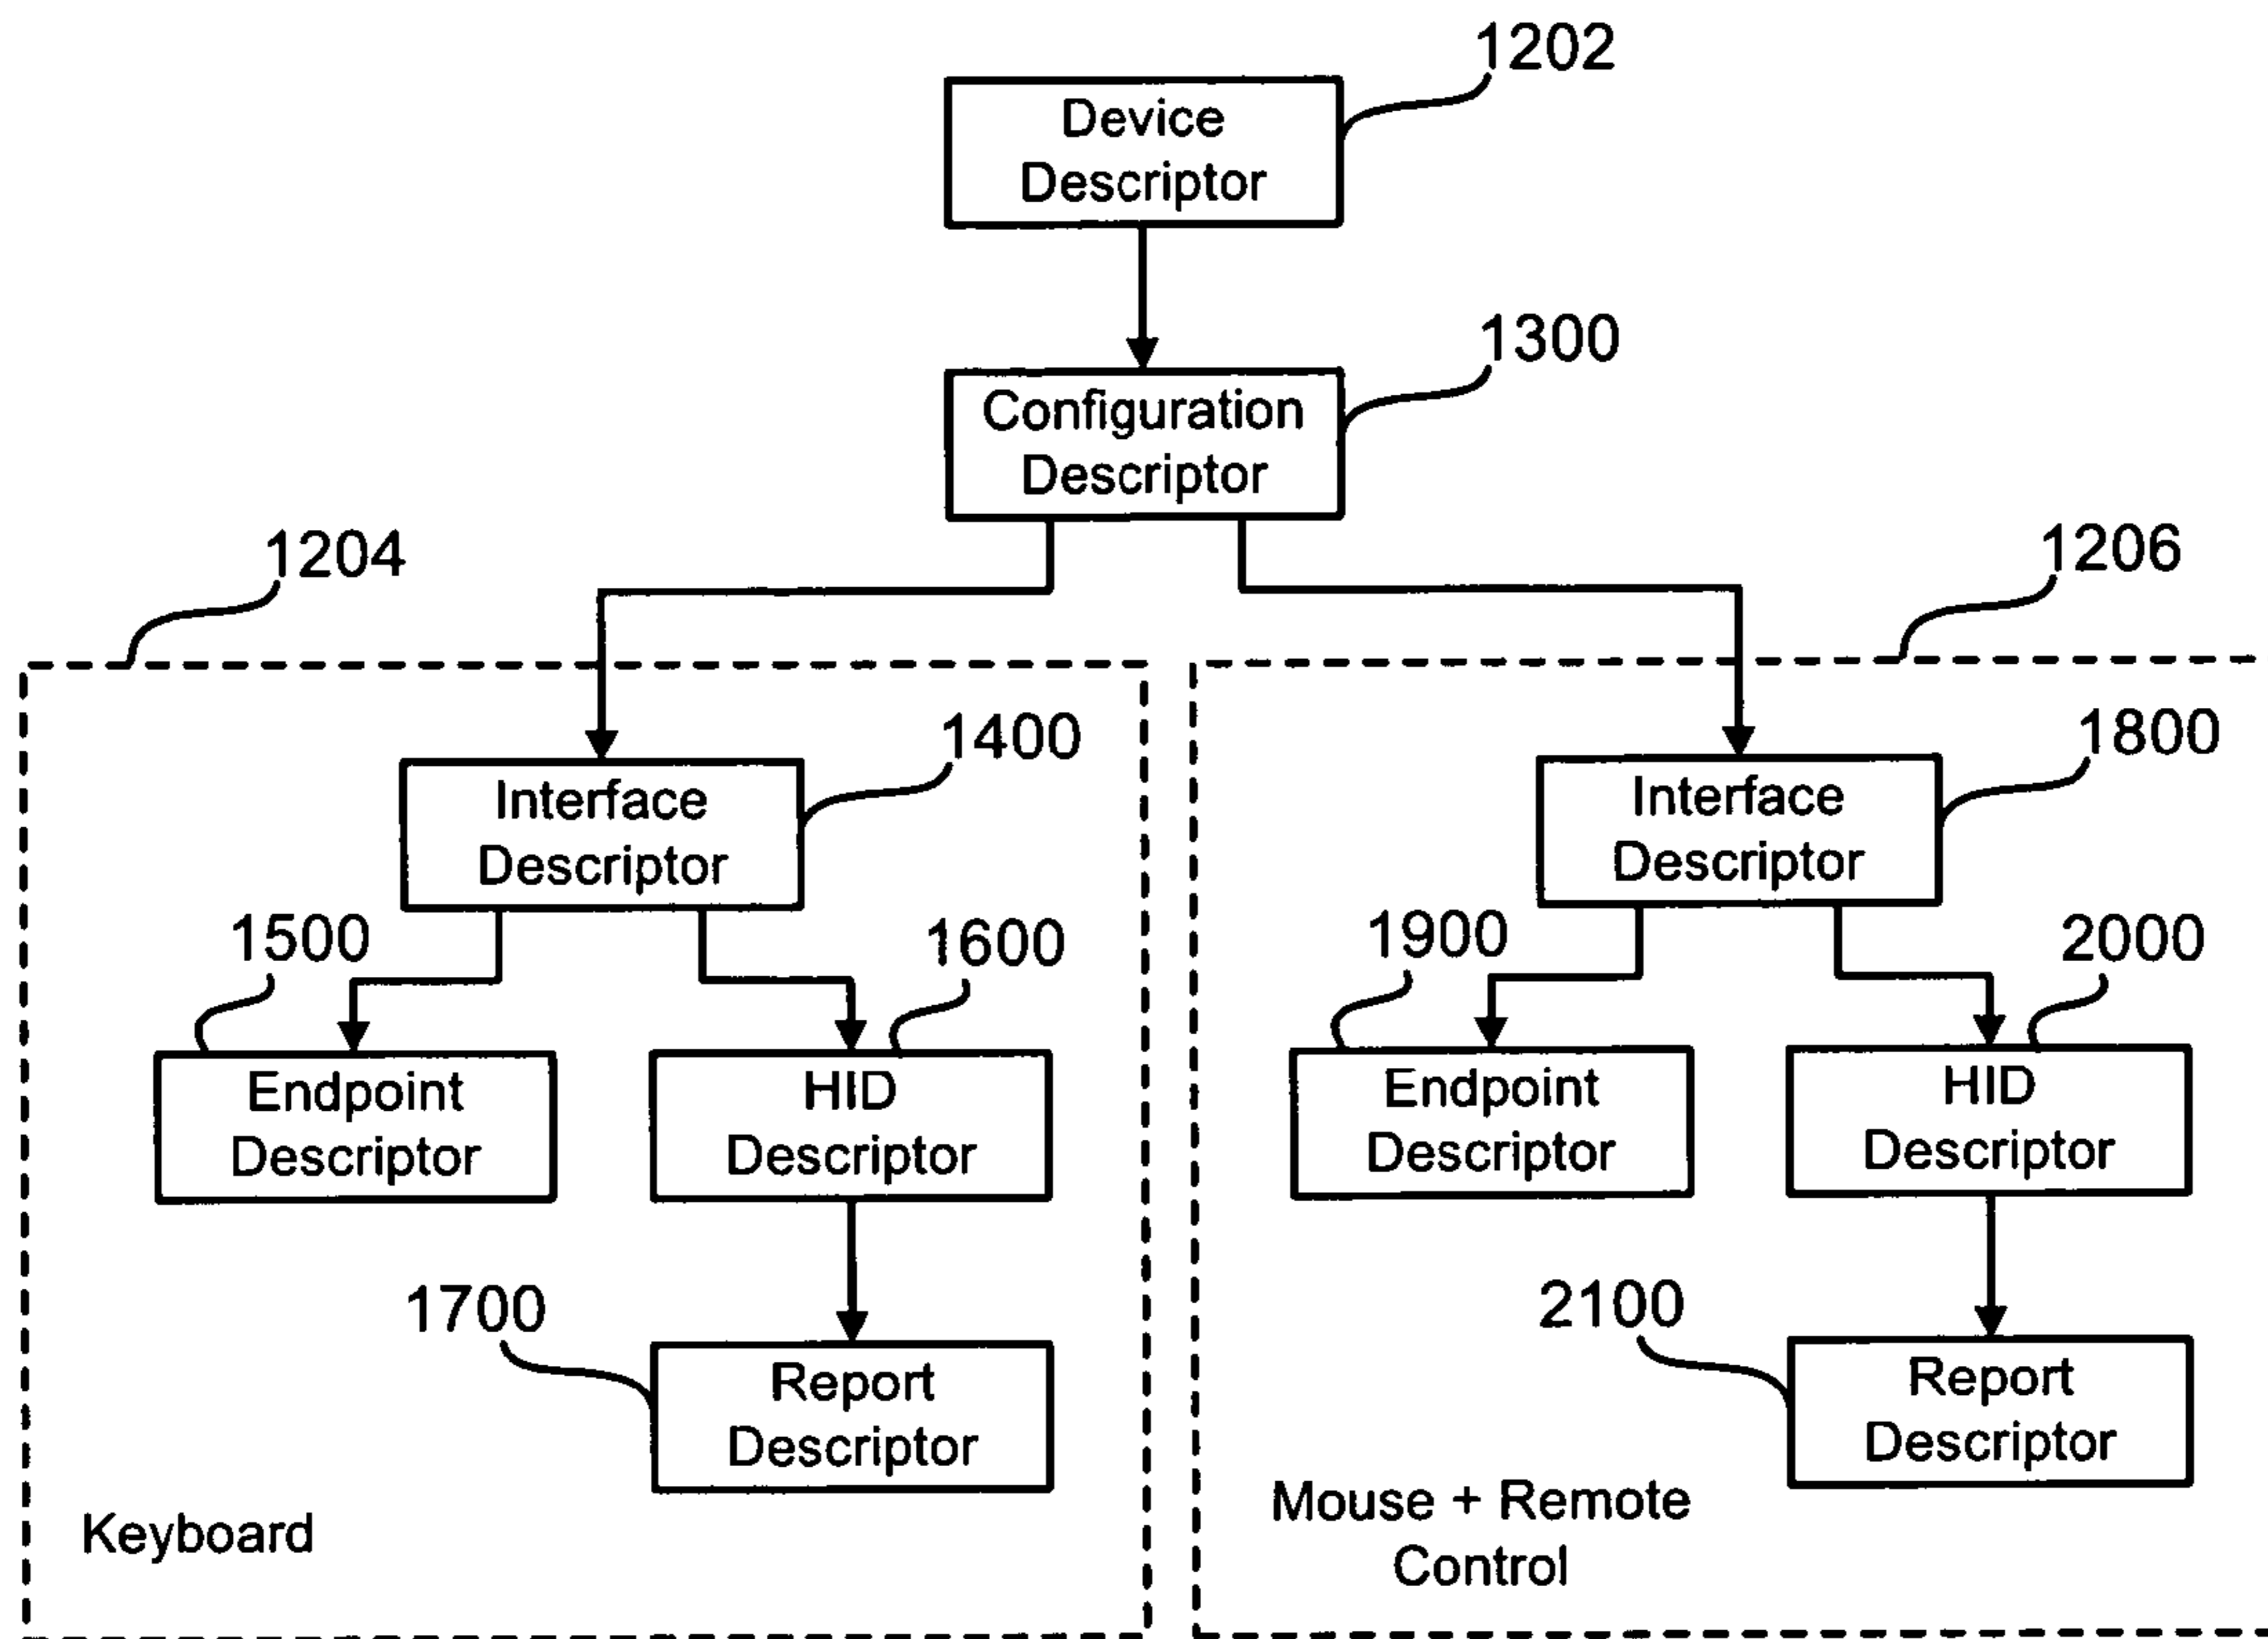 1202
Device
Descriptor
1300
Configuration
Descriptor
1204
1206
1400
Interface
Descriptor
1800
Interface
Descriptor
1500
1600
1900
2000
Endpoint
Descriptor
HID
Descriptor
Endpoint
Descriptor
HID
Descriptor
1700
Report
Descriptor
2100
Report
Descriptor
Keyboard
Mouse + Remote
Control